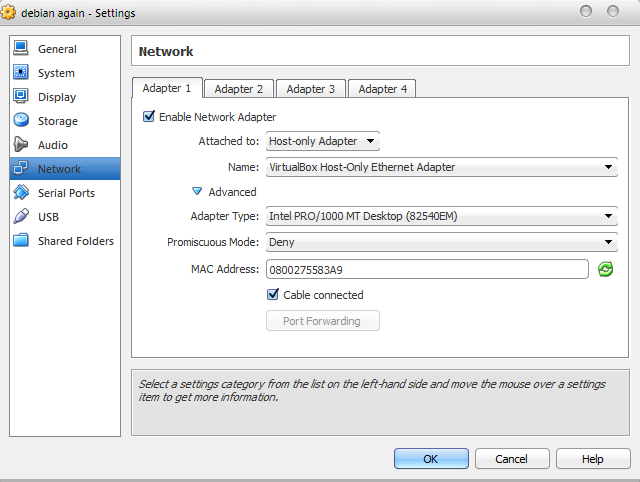 debian again - Settings
General
System
Display
Storage
Audio
Network
Serial Ports
USB
Shared Folders
Network
Adapter 1 Adapter 2 Adapter 3 Adapter 4
Enable Network Adapter
Attached to: Host-only Adapter
Name: VirtualBox Host-Only Ethernet Adapter
Advanced
Adapter Type: Intel PRO/1000 MT Desktop (82540EM)
Promiscuous Mode: Deny
MAC Address: 0800275583A9
Cable connected
Port Forwarding
Select a settings category from the list on the left-hand side and move the mouse over a settings
item to get more information.
OK Cancel Help